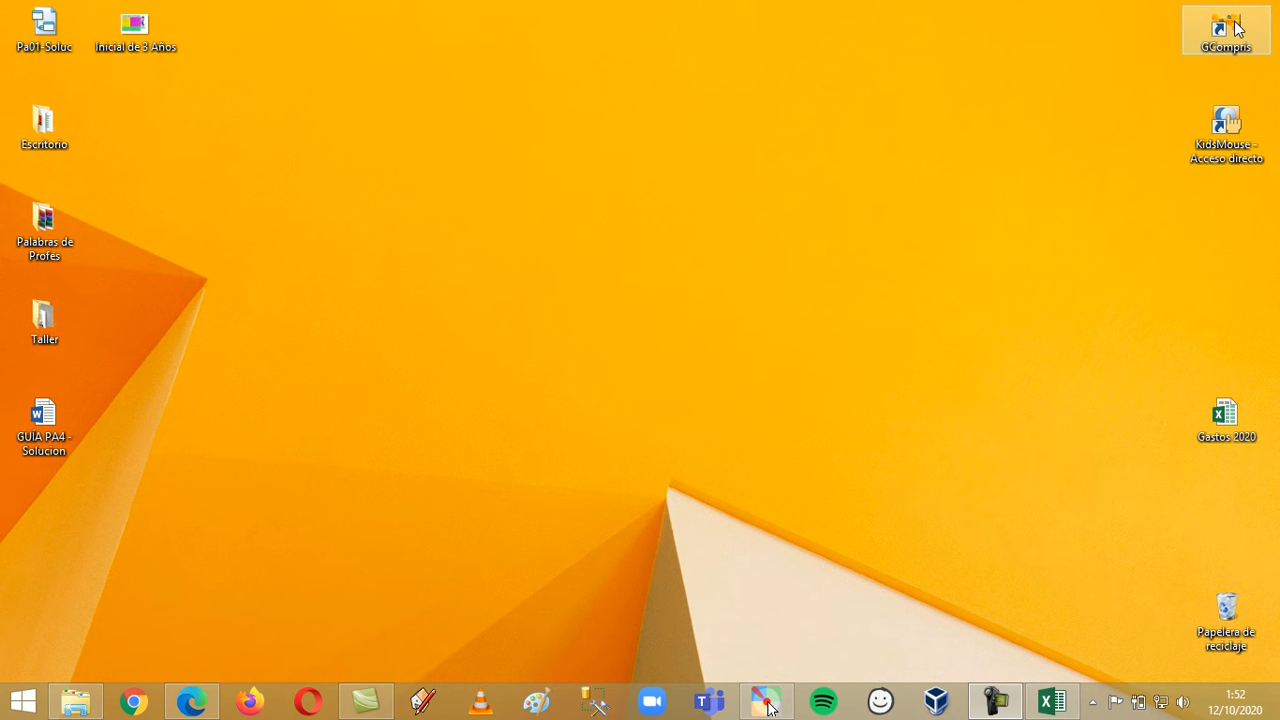 Pa01-Soluc
Inicial de 3 Años
GCompris
Escritorio
KidsMouse -
Acceso directo
Palabras de
Profes
Taller
GUIA PA4 -
Solucion
Gastos 2020
Papelera de
reciclaje
1:52
12/10/2020